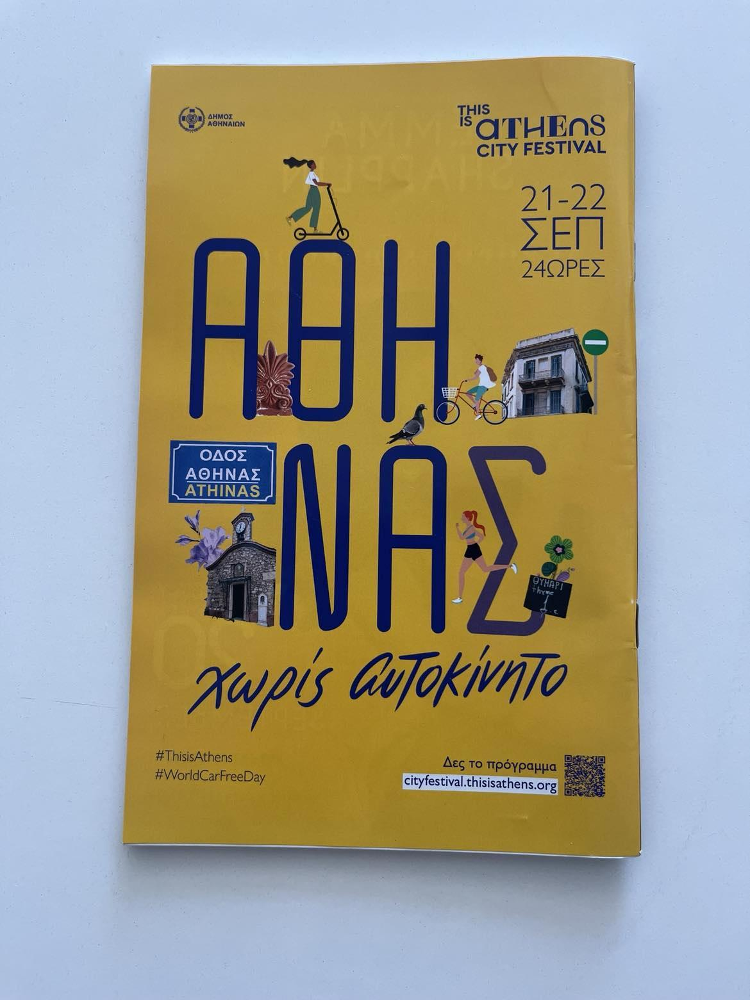 ΔΗΜΟΣ
ΑΘΗΝΑΙΩΝ
THIS
IS ATHENS
CITY FESTIVAL
21-22
ΣΕΠ
24ΩΡΕΣ
ΑΘΗ
ΝΑΣ
ΟΔΟΣ
ΑΘΗΝΑΣ
ATHINAS
ΘΥΜΑΡΙ
thyme
χωρίς αυτοκίνητο
#ThisisAthens
#WorldCarFreeDay
Δες το πρόγραμμα
cityfestival.thisisathens.org